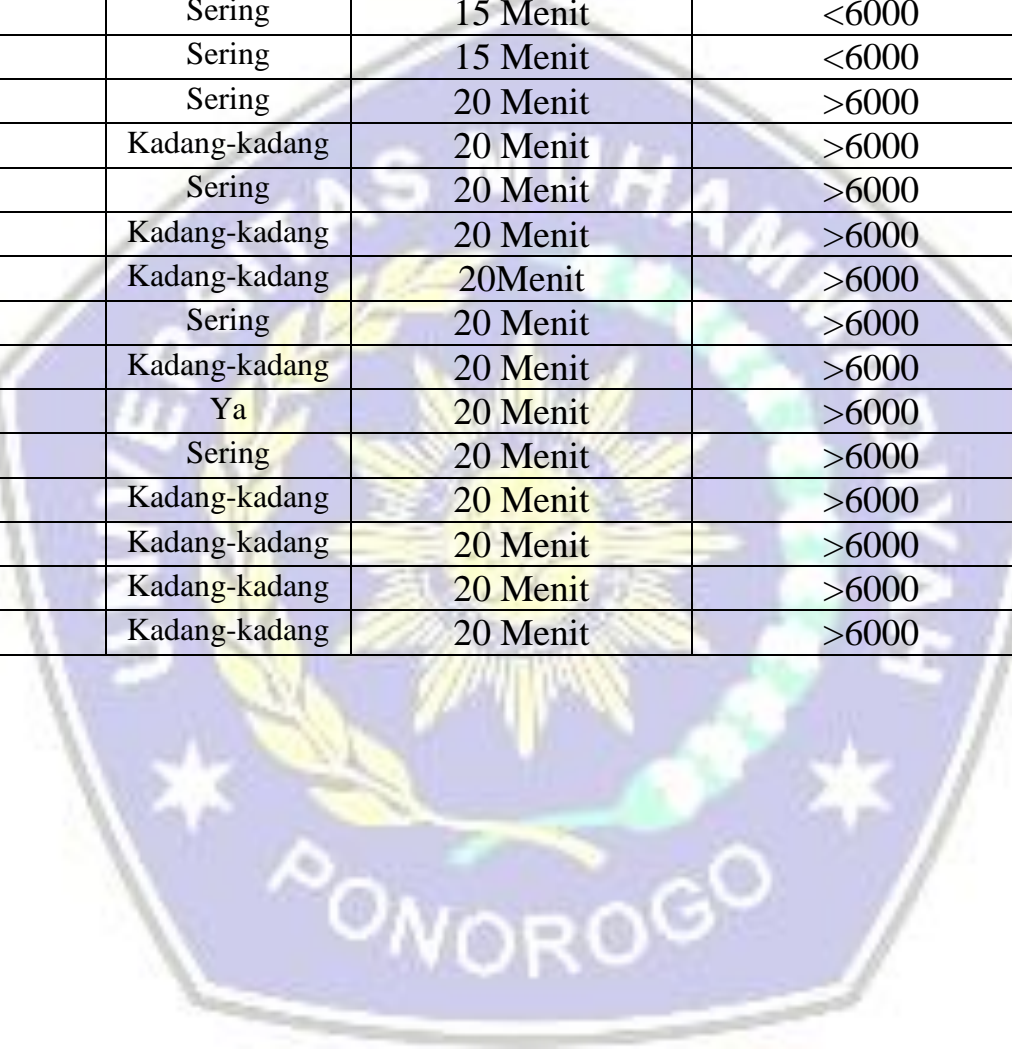 Sering 15 Menit <6000
Sering 15 Menit <6000
Sering 20 Menit >6000
Kadang-kadang 20 Menit >6000
Sering 20 Menit >6000
Kadang-kadang 20 Menit >6000
Kadang-kadang 20Menit >6000
Sering 20 Menit >6000
Kadang-kadang 20 Menit >6000
Ya 20 Menit >6000
Sering 20 Menit >6000
Kadang-kadang 20 Menit >6000
Kadang-kadang 20 Menit >6000
Kadang-kadang 20 Menit >6000
Kadang-kadang 20 Menit >6000
UNIVERSITAS MUHAMMADIYAH
PONOROGO